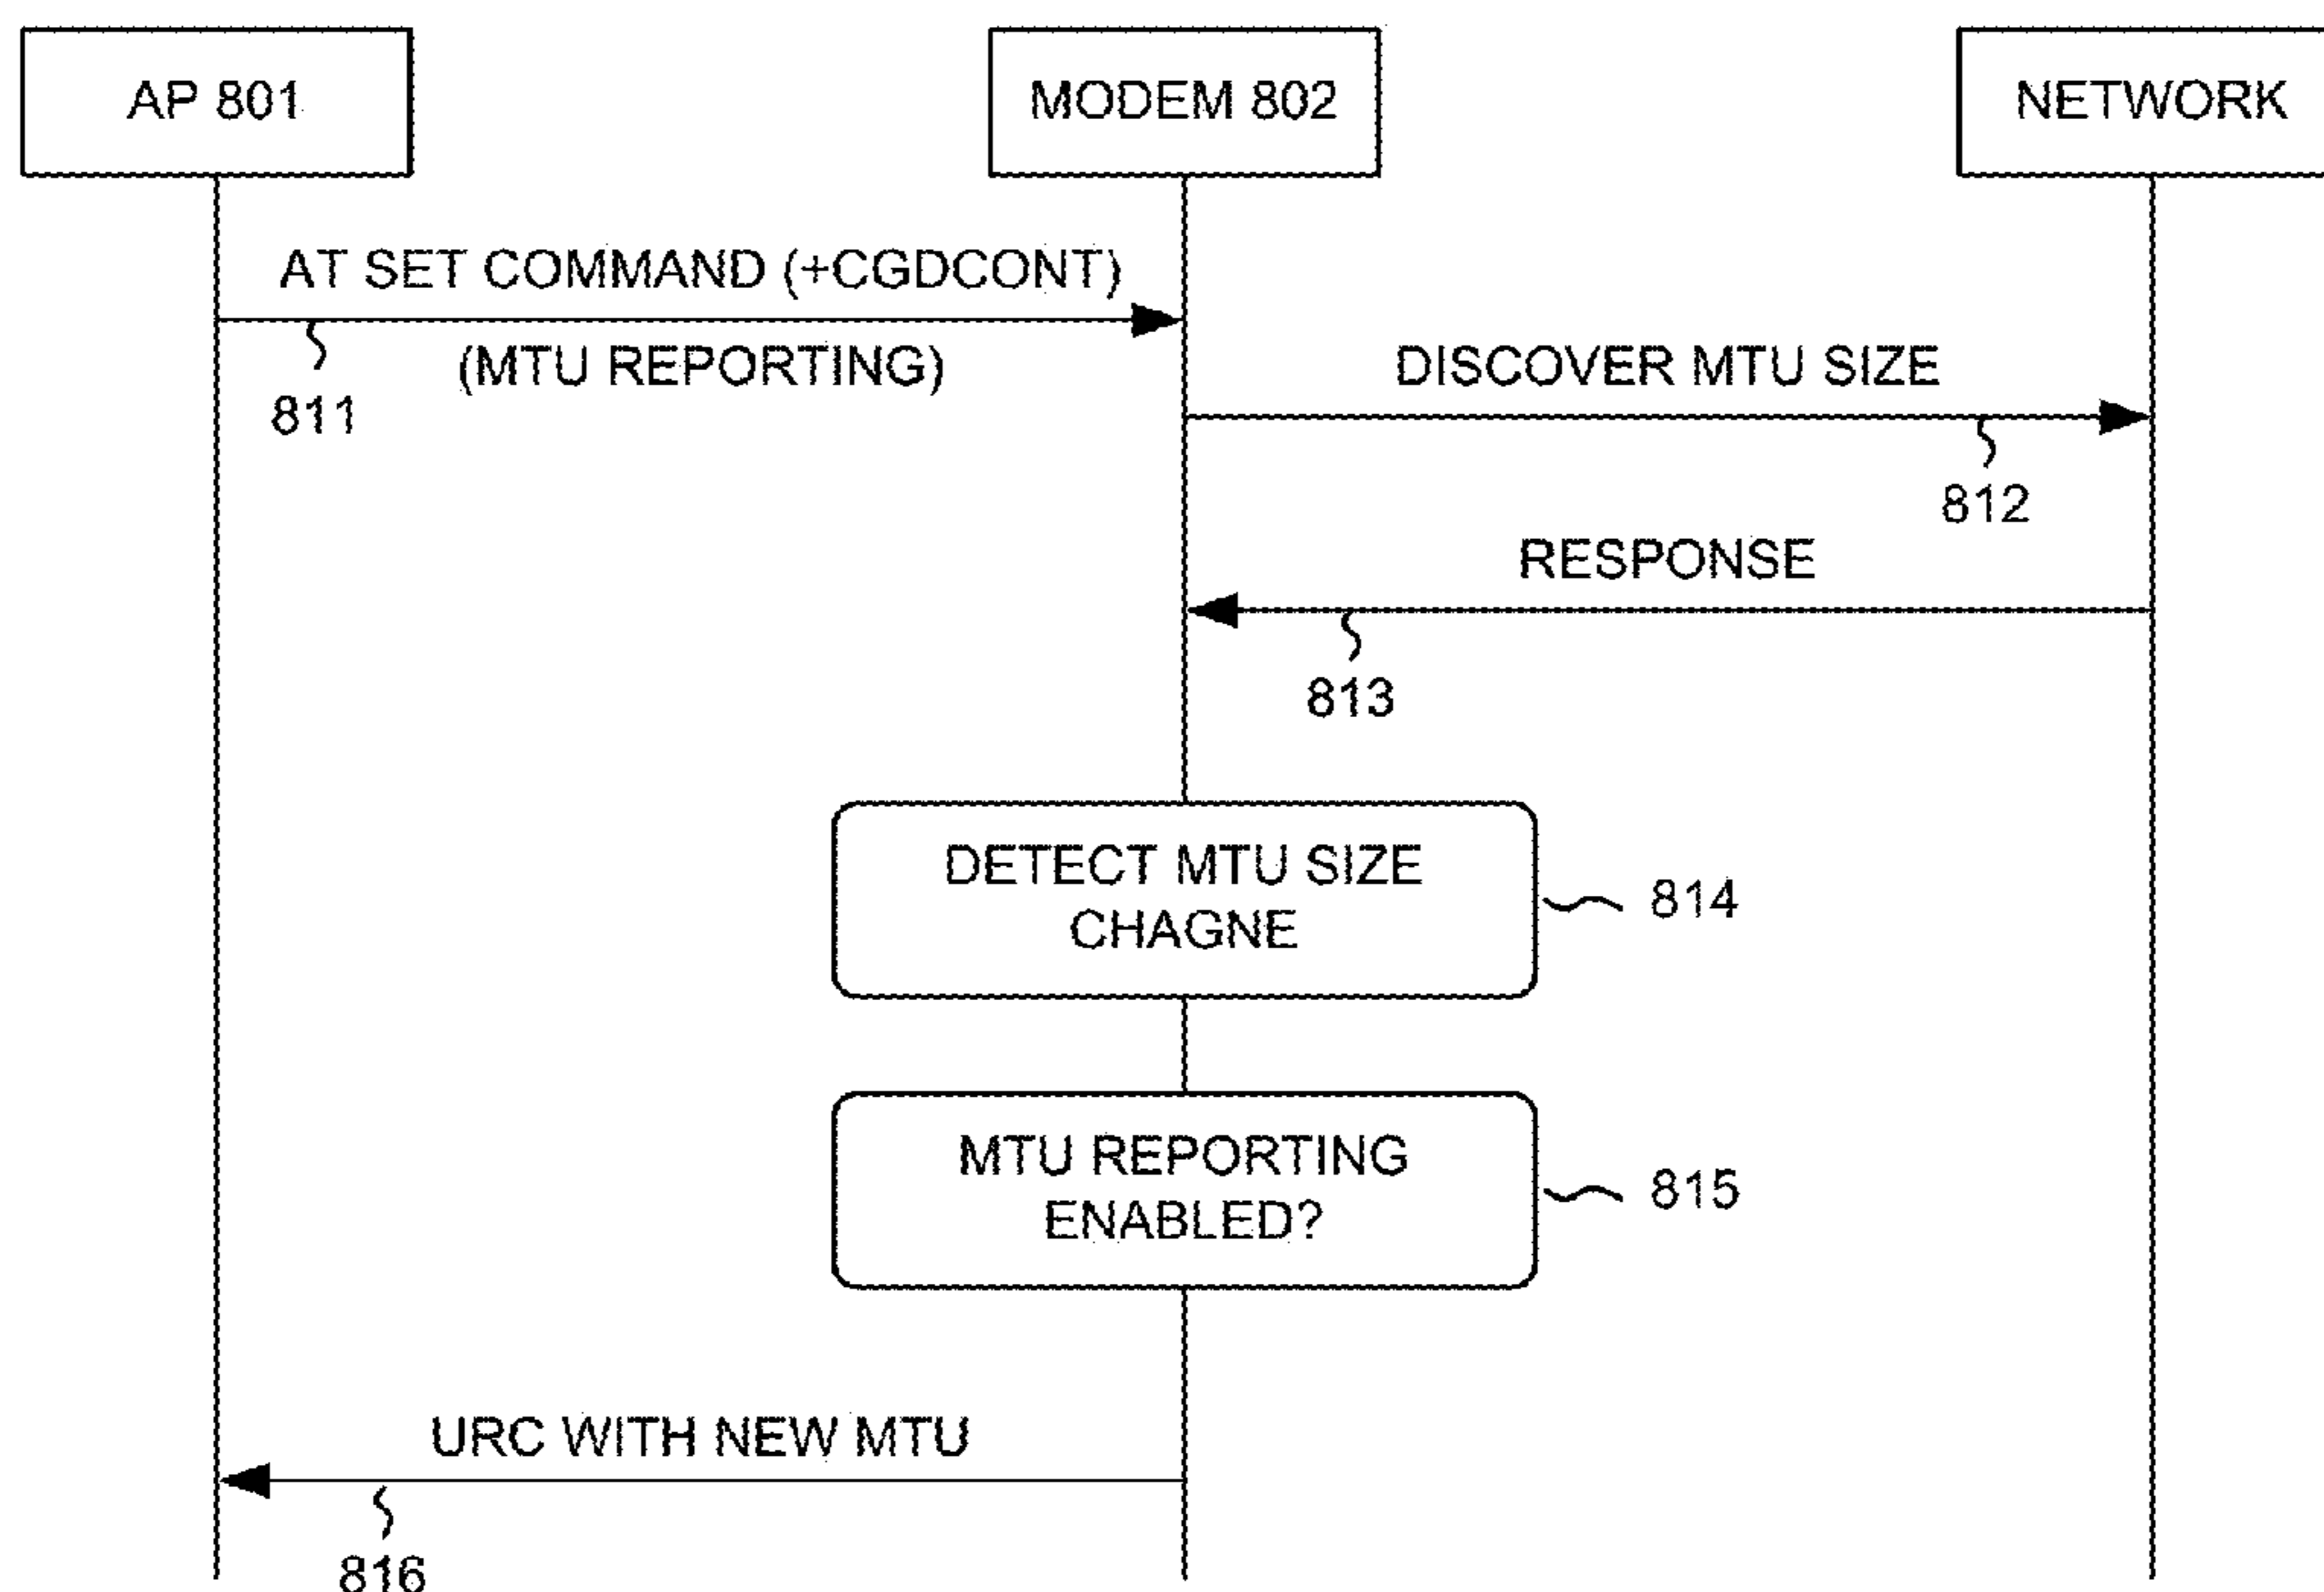 AP 801
MODEM 802
NETWORK
AT SET COMMAND (+CGDCONT)
(MTU REPORTING)
811
DISCOVER MTU SIZE
812
RESPONSE
813
DETECT MTU SIZE
CHAGNE
814
MTU REPORTING
ENABLED?
815
URC WITH NEW MTU
816